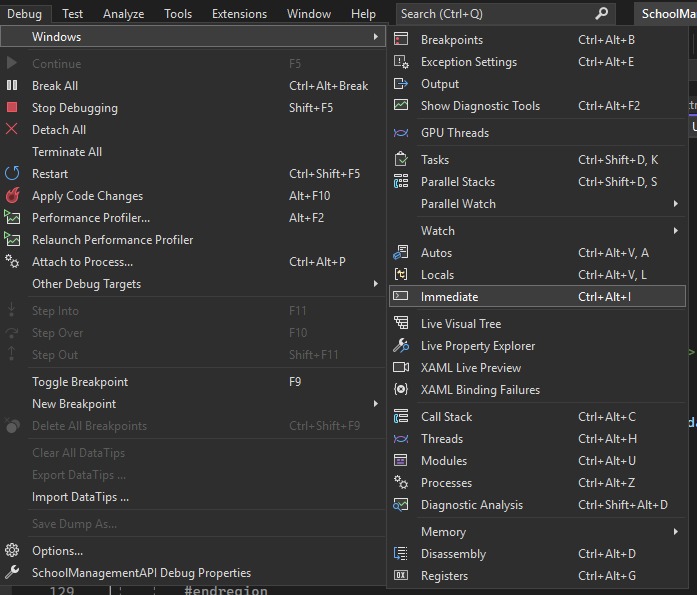 Debug Test Analyze Tools Extensions Window Help Search (Ctrl+Q) SchoolMa
Windows
Continue F5
Break All Ctrl+Alt+Break
Stop Debugging Shift+F5
Detach All
Terminate All
Restart Ctrl+Shift+F5
Apply Code Changes Alt+F10
Performance Profiler... Alt+F2
Relaunch Performance Profiler
Attach to Process... Ctrl+Alt+P
Other Debug Targets
Step Into F11
Step Over F10
Step Out Shift+F11
Toggle Breakpoint F9
New Breakpoint
Delete All Breakpoints Ctrl+Shift+F9
Clear All DataTips
Export DataTips ...
Import DataTips ...
Save Dump As...
Options...
SchoolManagementAPI Debug Properties
Breakpoints Ctrl+Alt+B
Exception Settings Ctrl+Alt+E
Output
Show Diagnostic Tools Ctrl+Alt+F2
GPU Threads
Tasks Ctrl+Shift+D, K
Parallel Stacks Ctrl+Shift+D, S
Parallel Watch
Watch
Autos Ctrl+Alt+V, A
Locals Ctrl+Alt+V, L
Immediate Ctrl+Alt+I
Live Visual Tree
Live Property Explorer
XAML Live Preview
XAML Binding Failures
Call Stack Ctrl+Alt+C
Threads Ctrl+Alt+H
Modules Ctrl+Alt+U
Processes Ctrl+Alt+Z
Diagnostic Analysis Ctrl+Shift+Alt+D
Memory
Disassembly Ctrl+Alt+D
Registers Ctrl+Alt+G
129 #endregion